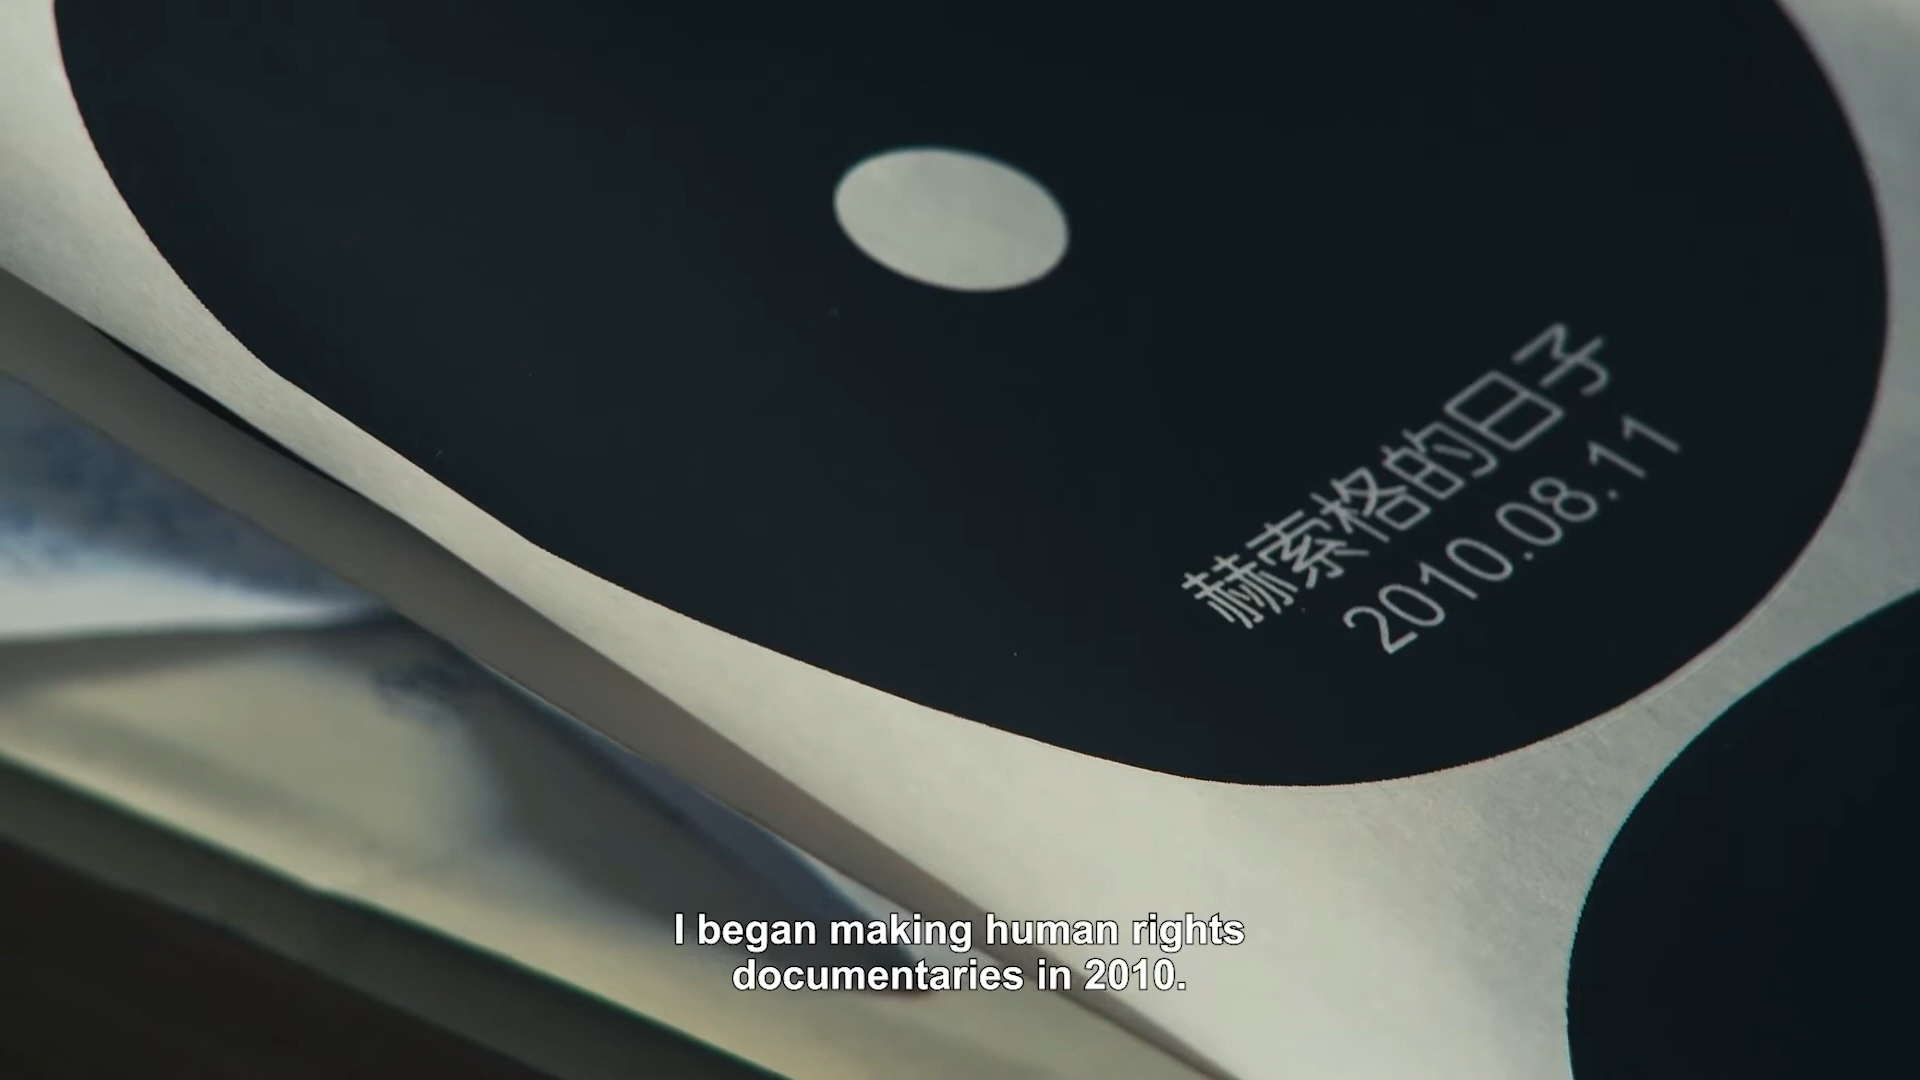 赫索格的日子
2010.08.11
I began making human rights
documentaries in 2010.